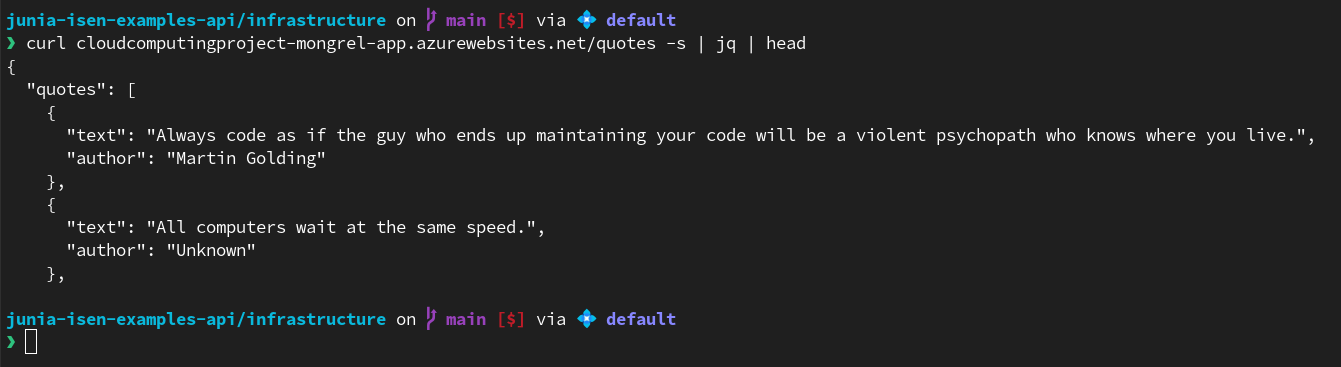 junia-isen-examples-api/infrastructure on main [$] via 💠 default
❯ curl cloudcomputingproject-mongrel-app.azurewebsites.net/quotes -s | jq | head
{
  "quotes": [
    {
      "text": "Always code as if the guy who ends up maintaining your code will be a violent psychopath who knows where you live.",
      "author": "Martin Golding"
    },
    {
      "text": "All computers wait at the same speed.",
      "author": "Unknown"
    },
junia-isen-examples-api/infrastructure on main [$] via 💠 default
❯